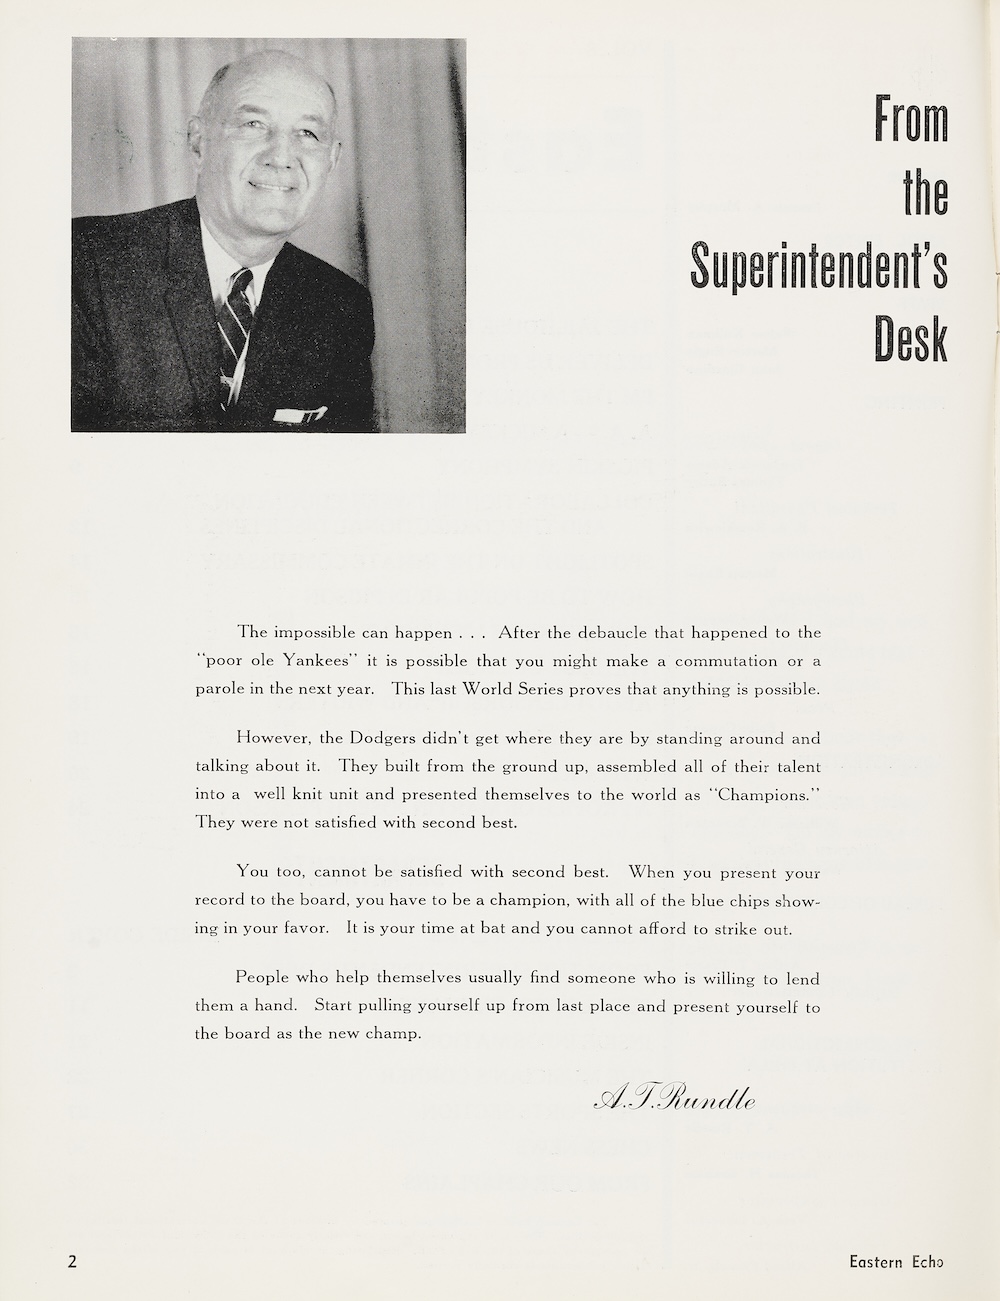 From
the
Superintendent's
Desk
The impossible can happen . . . After the debaucle that happened to the
"poor ole Yankees" it is possible that you might make a commutation or a
parole in the next year. This last World Series proves that anything is possible.
However, the Dodgers didn't get where they are by standing around and
talking about it. They built from the ground up, assembled all of their talent
into a well knit unit and presented themselves to the world as "Champions."
They were not satisfied with second best.
You too, cannot be satisfied with second best. When you present your
record to the board, you have to be a champion, with all of the blue chips show-
ing in your favor. It is your time at bat and you cannot afford to strike out.
People who help themselves usually find someone who is willing to lend
them a hand. Start pulling yourself up from last place and present yourself to
the board as the new champ.
A.T.Rundle
2
Eastern Echo